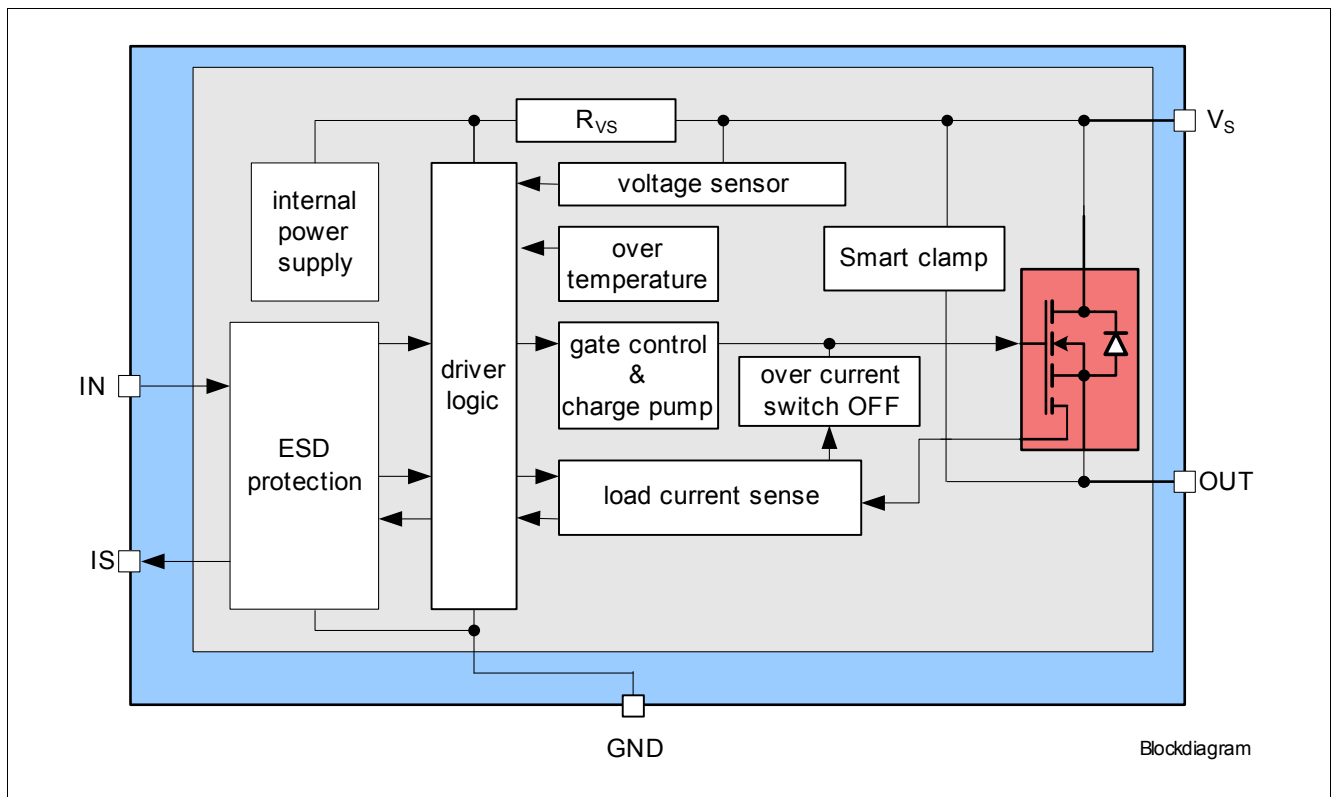 R_VS
V_S
voltage sensor
internal
power
supply
over
temperature
Smart clamp
gate control
&
charge pump
driver
logic
over current
switch OFF
IN
ESD
protection
load current sense
OUT
IS
GND
Blockdiagram